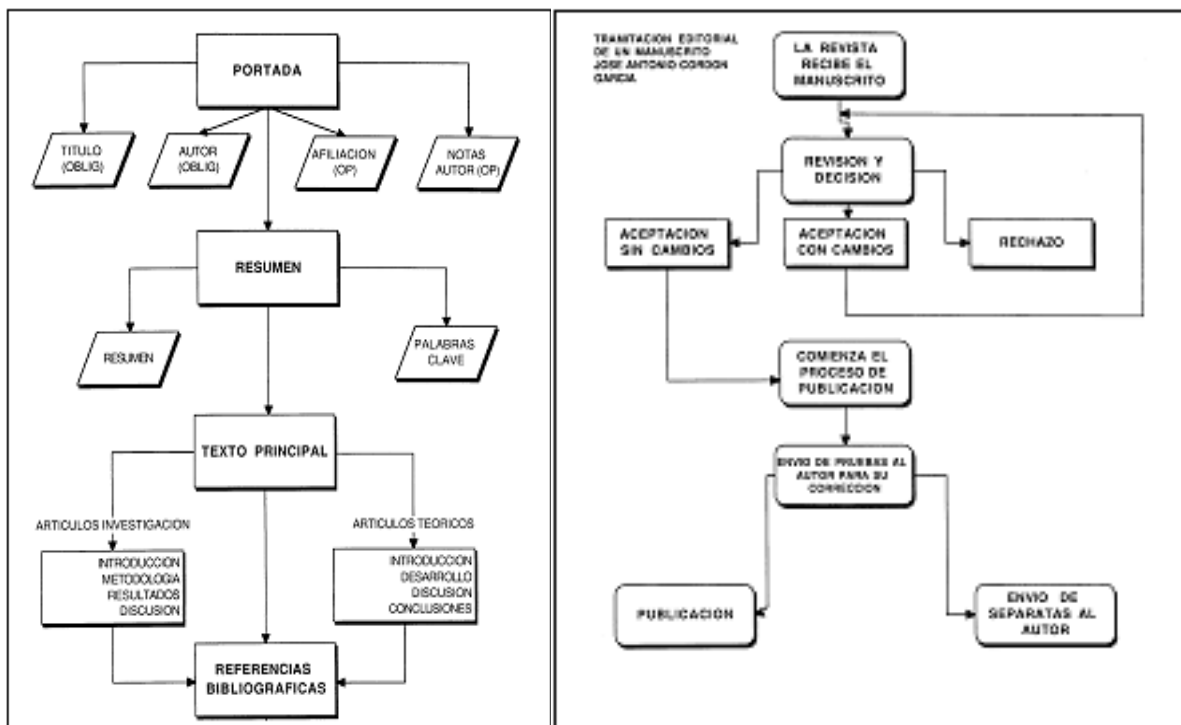 PORTADA
TITULO
(OBLIG)
AUTOR
(OBLIG)
AFILIACION
(OP)
NOTAS
AUTOR (OP)
RESUMEN
RESUMEN
PALABRAS
CLAVE
TEXTO PRINCIPAL
ARTICULOS INVESTIGACION
ARTICULOS TEORICOS
INTRODUCCION
METODOLOGIA
RESULTADOS
DISCUSION
INTRODUCCION
DESARROLLO
DISCUSION
CONCLUSIONES
REFERENCIAS
BIBLIOGRAFICAS
TRAMITACION EDITORIAL
DE UN MANUSCRITO
JOSE ANTONIO CORDON
GARCIA
LA REVISTA
RECIBE EL
MANUSCRITO
REVISION Y
DECISION
ACEPTACION
SIN CAMBIOS
ACEPTACION
CON CAMBIOS
RECHAZO
COMIENZA EL
PROCESO DE
PUBLICACION
ENVIO DE PRUEBAS AL
AUTOR PARA SU
CORRECCION
PUBLICACION
ENVIO DE
SEPARATAS AL
AUTOR